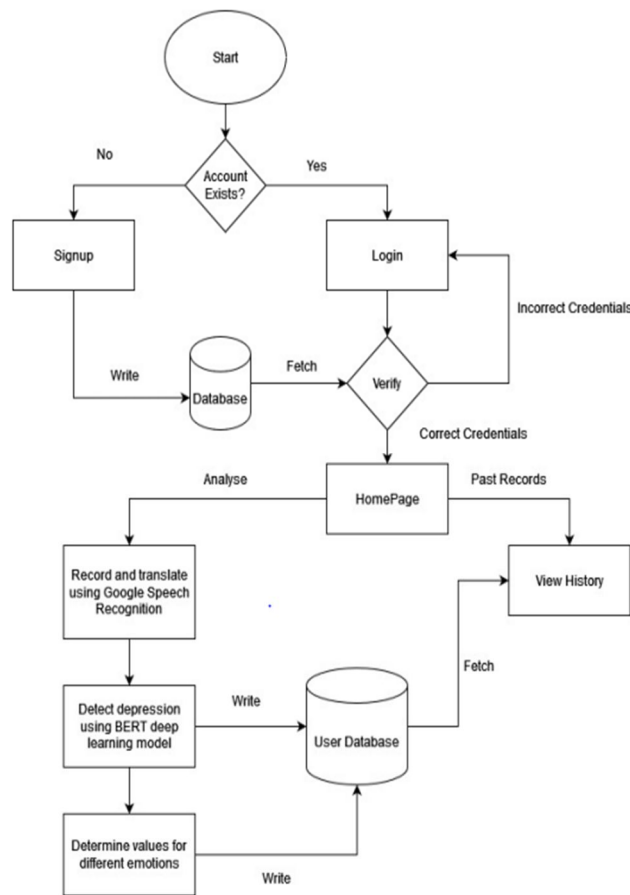 Start
No
Account
Exists?
Yes
Signup
Login
Incorrect Credentials
Write
Database
Fetch
Verify
Correct Credentials
Analyse
HomePage
Past Records
Record and translate
using Google Speech
Recognition
View History
Fetch
Detect depression
using BERT deep
learning model
Write
User Database
Determine values for
different emotions
Write